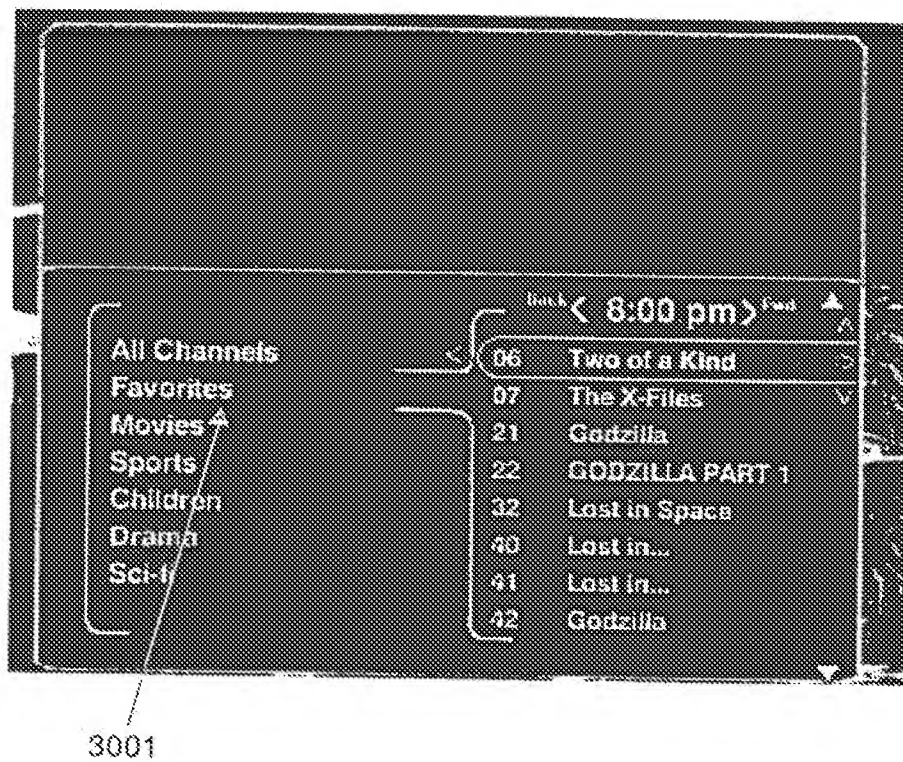 Back < 8:00 pm > Fwd
All Channels
Favorites
Movies
Sports
Children
Drama
Sci-fi
< 06 Two of a Kind
07 The X-Files
21 Godzilla
22 GODZILLA PART 1
32 Lost in Space
40 Lost in...
41 Lost in...
42 Godzilla
3001